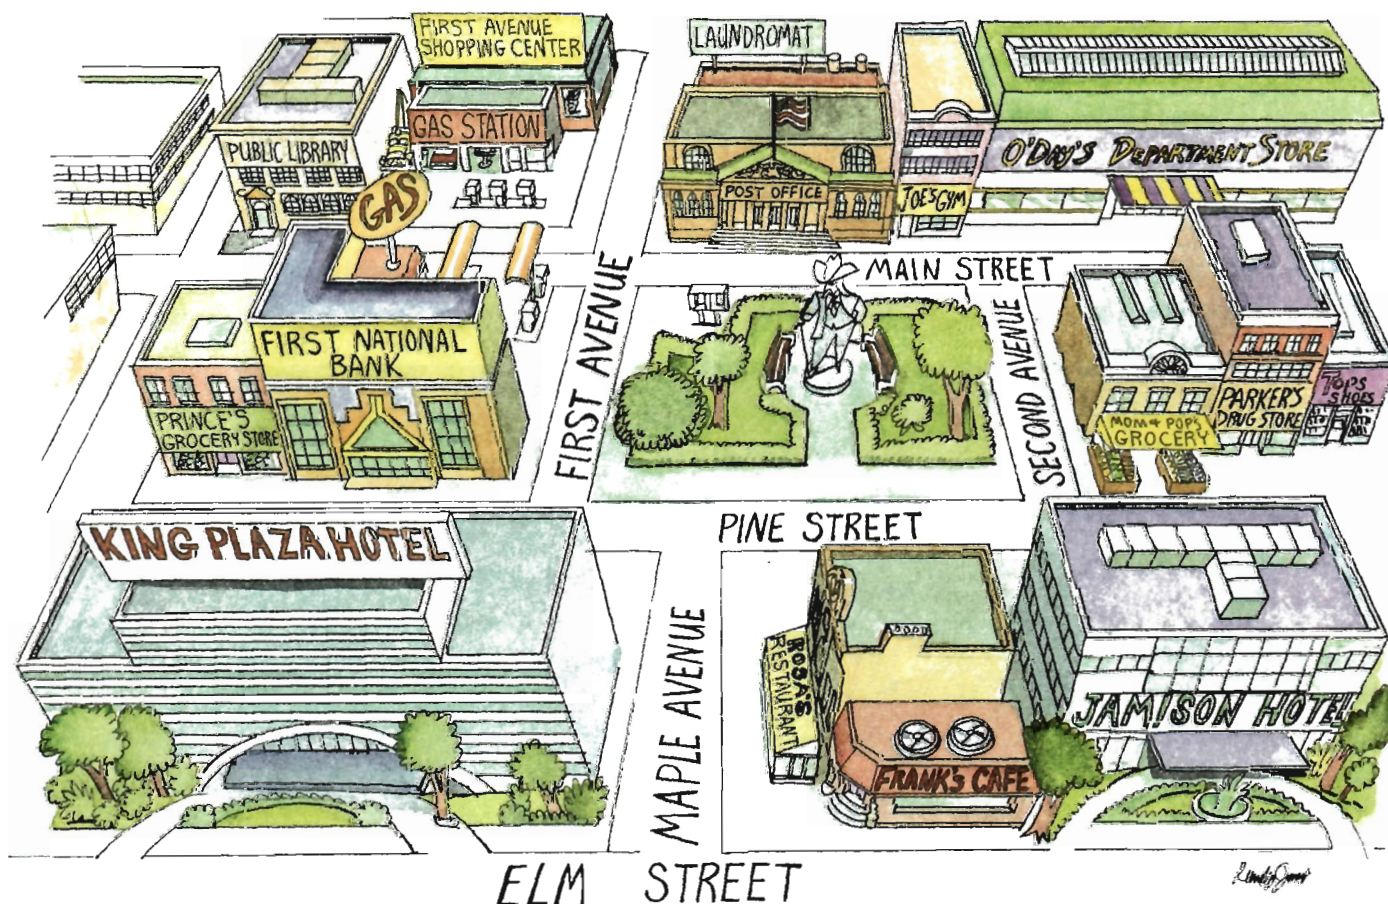 FIRST AVENUE
SHOPPING CENTER
LAUNDROMAT
GAS STATION
PUBLIC LIBRARY
O'DAY'S DEPARTMENT STORE
POST OFFICE
JOE'S GYM
GAS
MAIN STREET
FIRST NATIONAL
BANK
FIRST AVENUE
SECOND AVENUE
PRINCE'S
GROCERY STORE
PARKER'S
DRUG STORE
TOP'S
SHOES
MOM & POP'S
GROCERY
KING PLAZA HOTEL
PINE STREET
MAPLE AVENUE
ROSA'S
RESTAURANT
JAMISON HOTEL
FRANK'S CAFE
ELM STREET